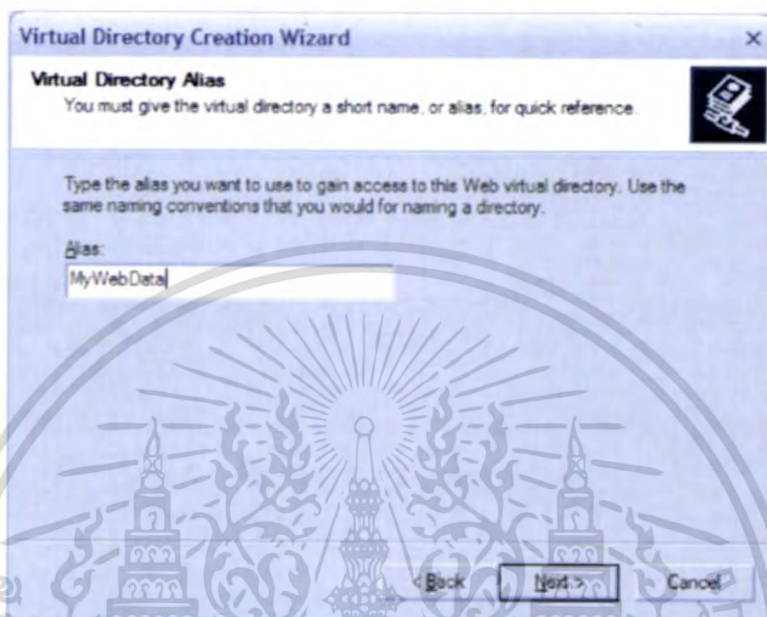 Virtual Directory Creation Wizard
Virtual Directory Alias
You must give the virtual directory a short name, or alias, for quick reference.
Type the alias you want to use to gain access to this Web virtual directory. Use the
same naming conventions that you would for naming a directory.
Alias:
MyWebData
< Back
Next >
Cancel